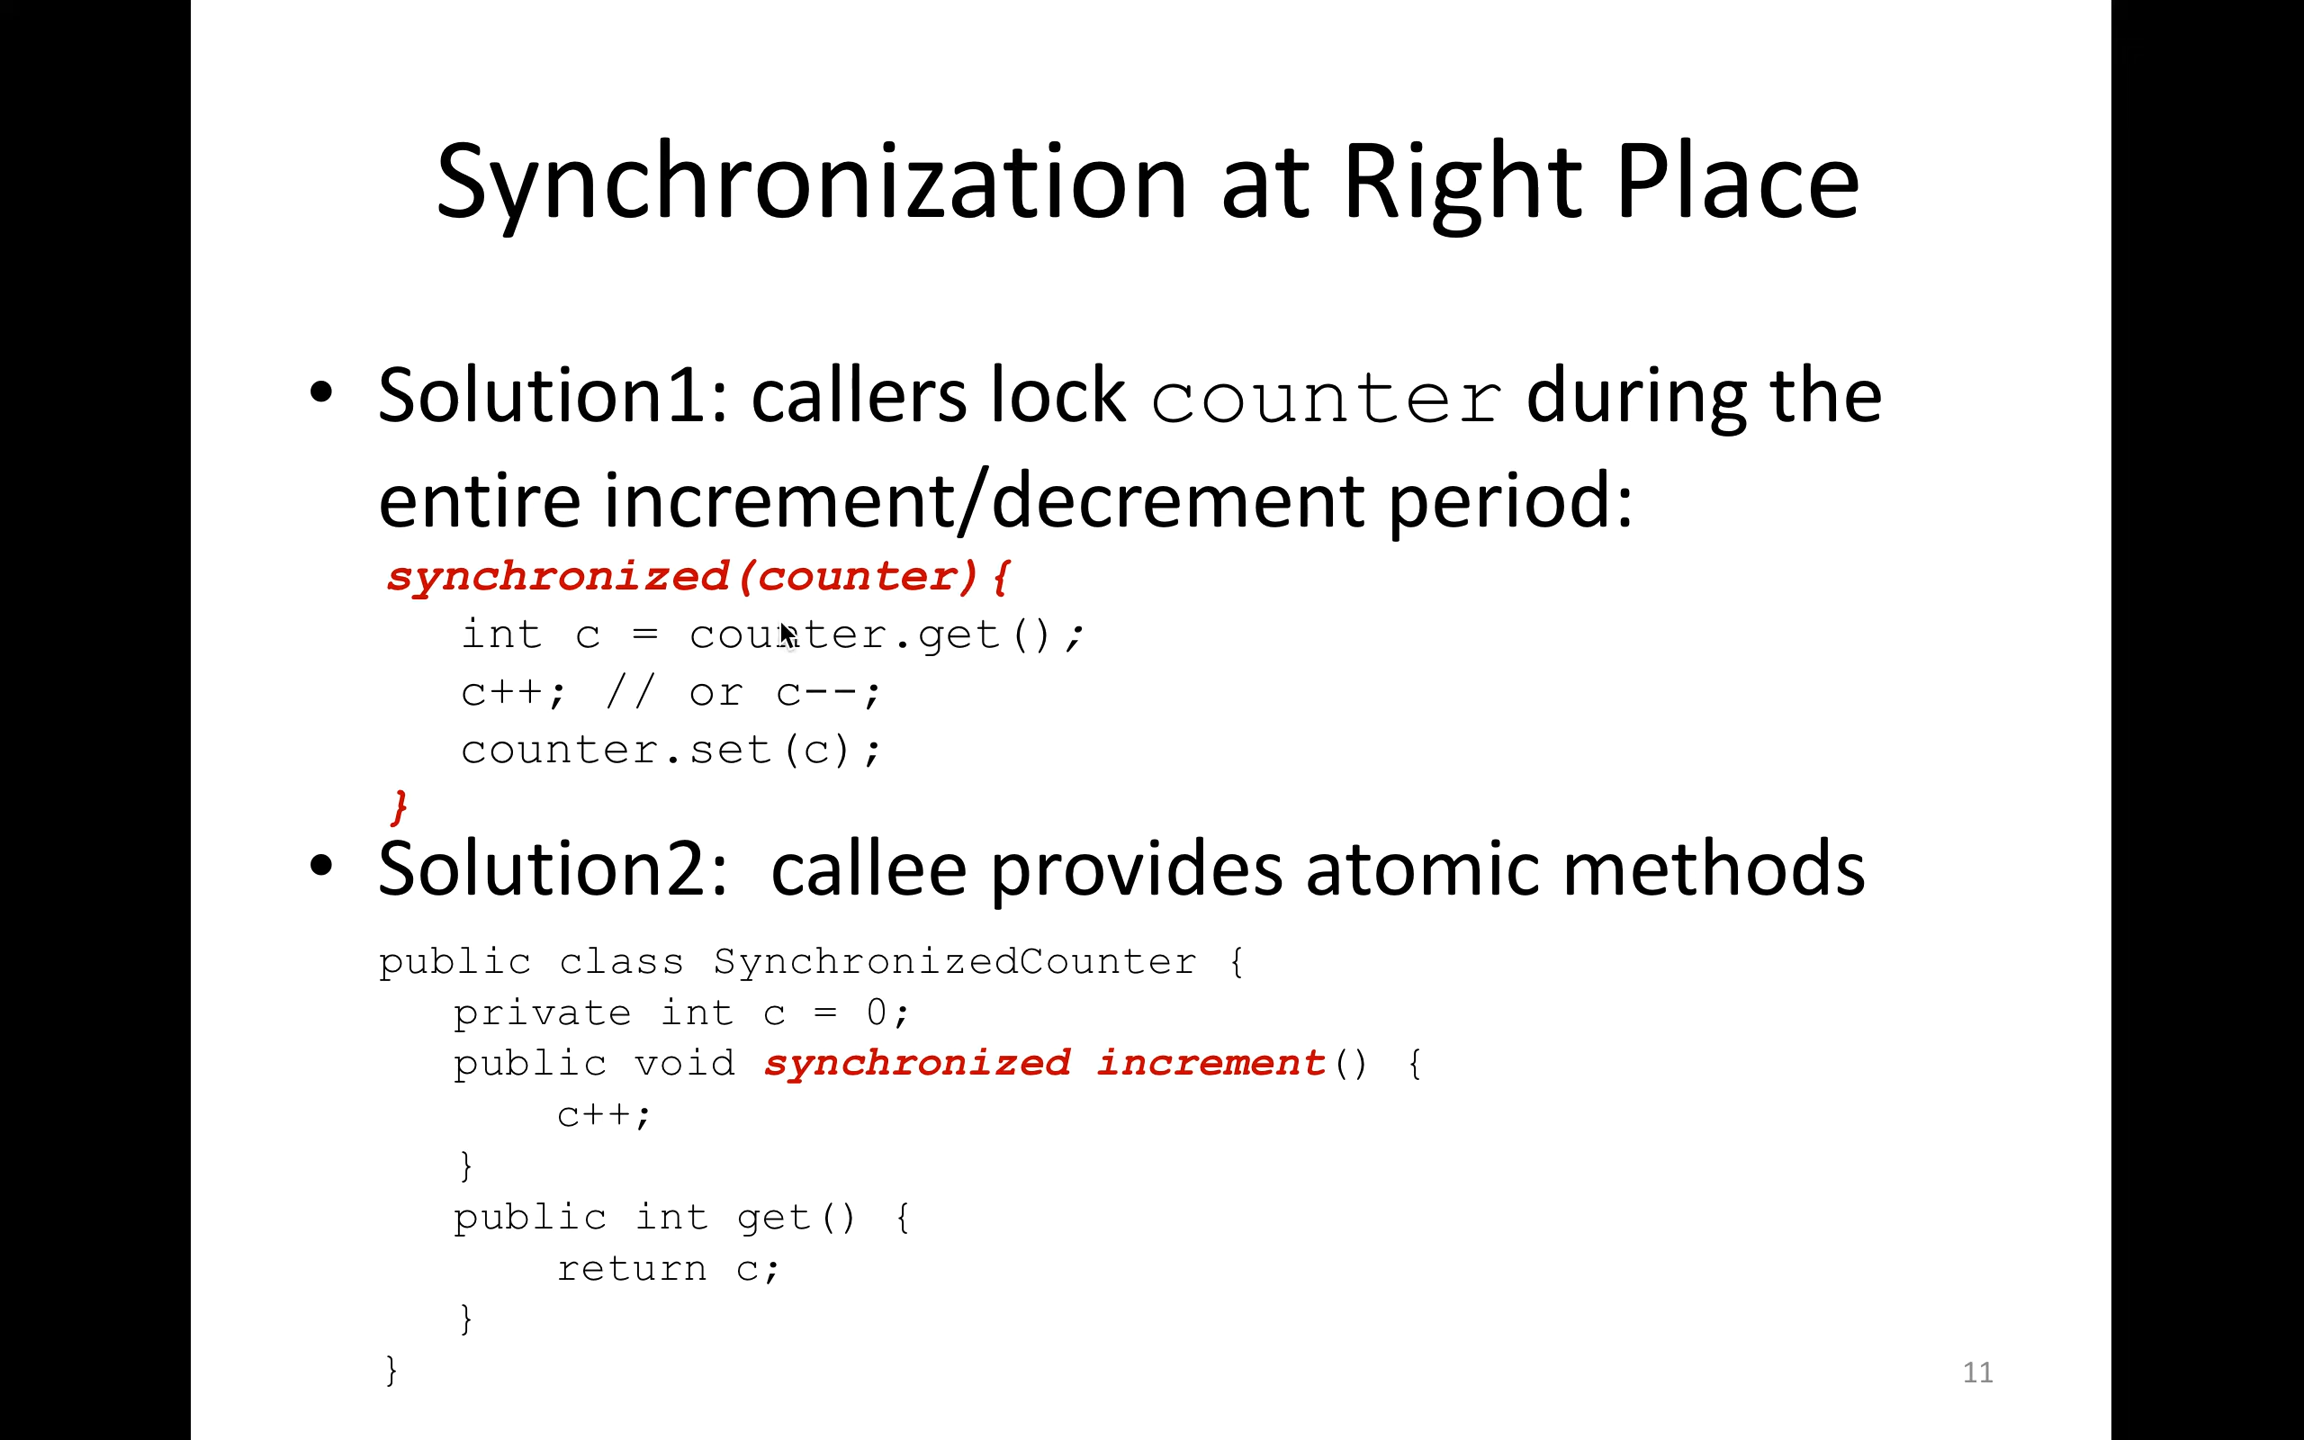 Synchronization at Right Place
• Solution1: callers lock counter during the
entire increment/decrement period:
synchronized(counter){
int c = counter.get();
c++; // or c--;
counter.set(c);
}
• Solution2: callee provides atomic methods
public class SynchronizedCounter {
private int c = 0;
public void synchronized increment() {
c++;
}
public int get() {
return c;
}
}
11